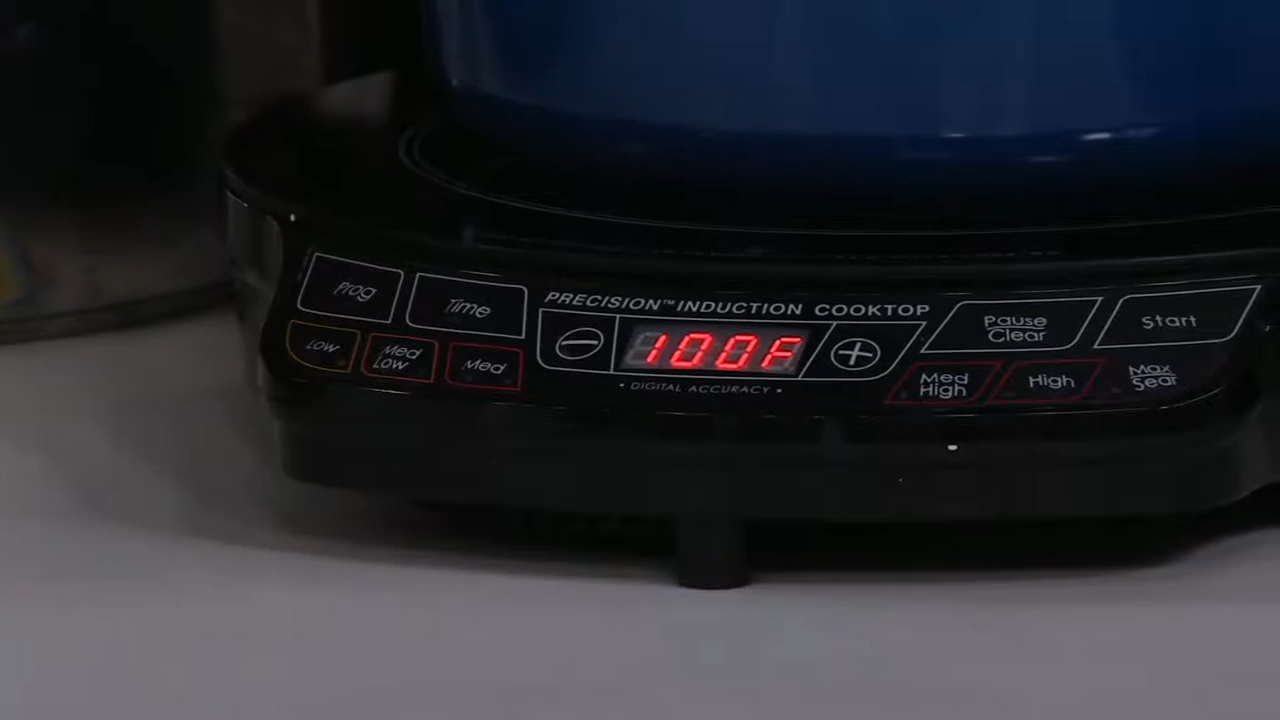 Prog
Time
PRECISION™ INDUCTION COOKTOP
Pause
Clear
Start
Low
Med
Low
Med
100F
Med
High
High
Max
Sear
• DIGITAL ACCURACY •